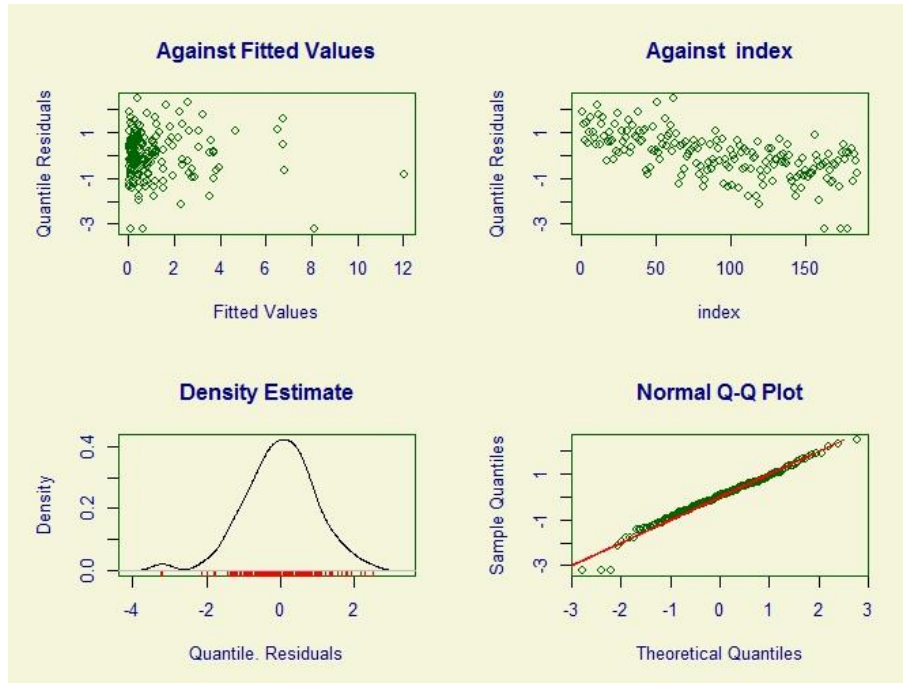 Against Fitted Values
Quantile Residuals
1
-1
-3
0 2 4 6 8 10 12
Fitted Values
Against index
Quantile Residuals
1
-1
-3
0 50 100 150
index
Density Estimate
Density
0.4
0.2
0.0
-4 -2 0 2
Quantile. Residuals
Normal Q-Q Plot
Sample Quantiles
1
-1
-3
-3 -2 -1 0 1 2 3
Theoretical Quantiles